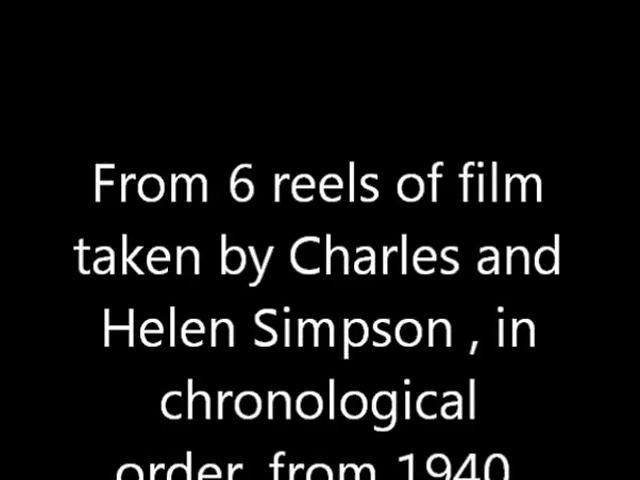 From 6 reels of film
taken by Charles and
Helen Simpson , in
chronological
order, from 1940